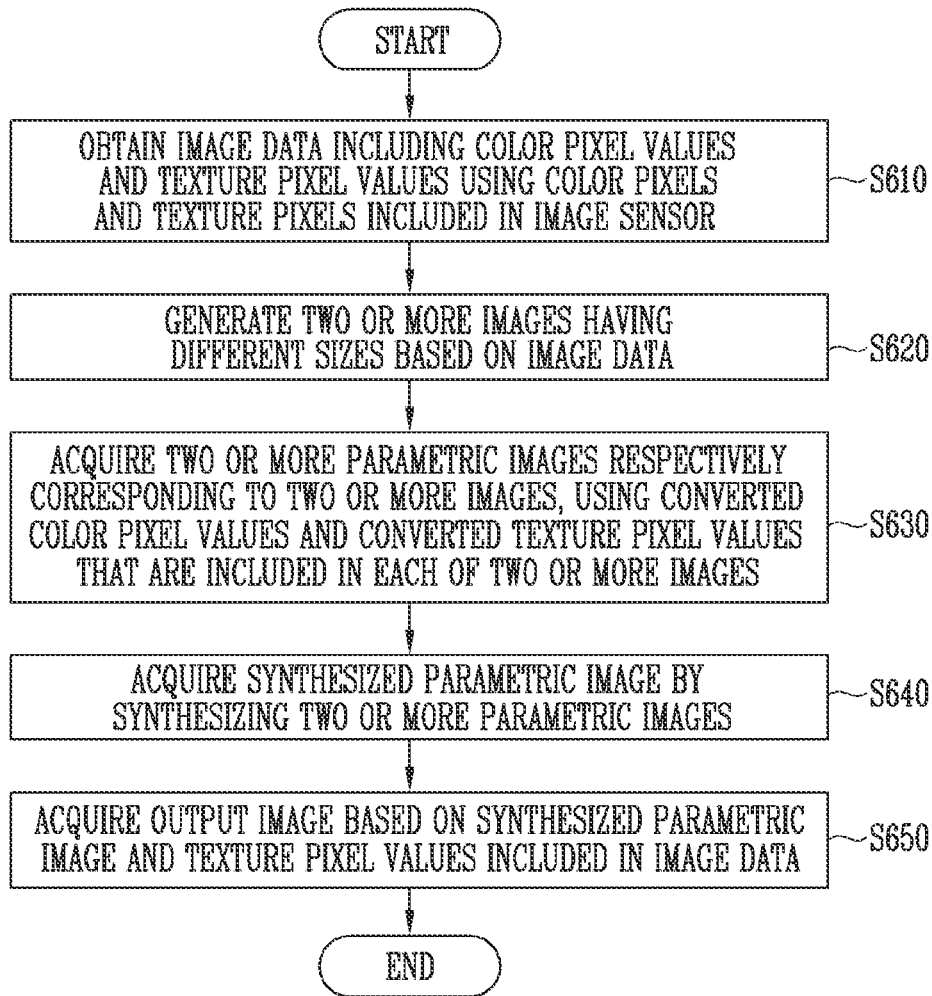 START
OBTAIN IMAGE DATA INCLUDING COLOR PIXEL VALUES
AND TEXTURE PIXEL VALUES USING COLOR PIXELS
AND TEXTURE PIXELS INCLUDED IN IMAGE SENSOR
S610
GENERATE TWO OR MORE IMAGES HAVING
DIFFERENT SIZES BASED ON IMAGE DATA
S620
ACQUIRE TWO OR MORE PARAMETRIC IMAGES RESPECTIVELY
CORRESPONDING TO TWO OR MORE IMAGES, USING CONVERTED
COLOR PIXEL VALUES AND CONVERTED TEXTURE PIXEL VALUES
THAT ARE INCLUDED IN EACH OF TWO OR MORE IMAGES
S630
ACQUIRE SYNTHESIZED PARAMETRIC IMAGE BY
SYNTHESIZING TWO OR MORE PARAMETRIC IMAGES
S640
ACQUIRE OUTPUT IMAGE BASED ON SYNTHESIZED PARAMETRIC
IMAGE AND TEXTURE PIXEL VALUES INCLUDED IN IMAGE DATA
S650
END